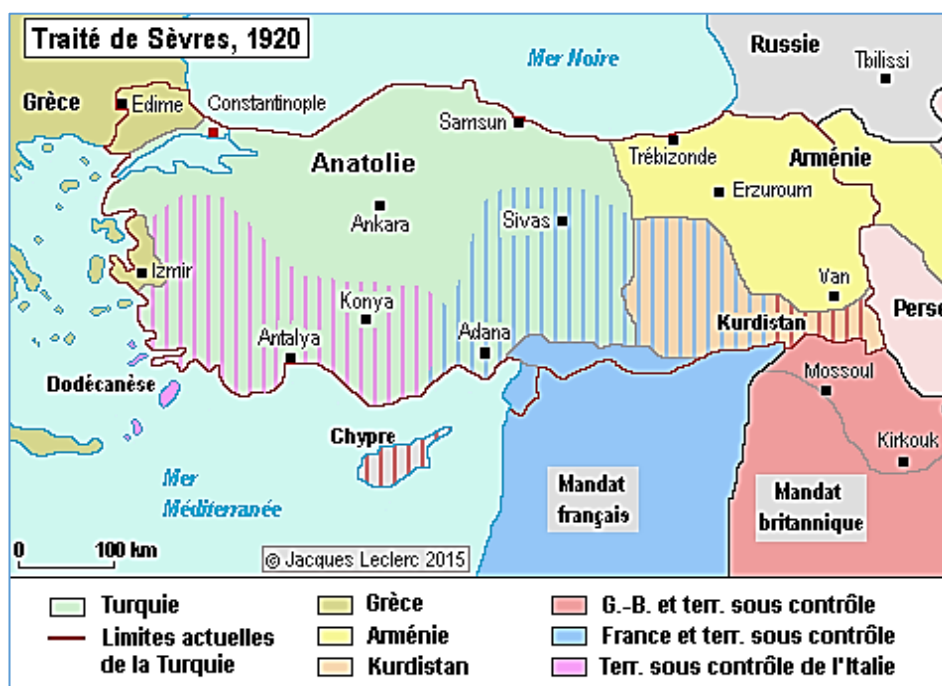 Traité de Sèvres, 1920
Russie
Tbilissi
Mer Noire
Grèce
Edime
Constantinople
Samsun
Trébizonde
Arménie
Anatolie
Erzuroum
Ankara
Sivas
Izmir
Van
Perse
Konya
Kurdistan
Antalya
Adana
Mossoul
Dodécanèse
Chypre
Kirkouk
Mer
Méditerranée
Mandat
français
Mandat
britannique
0 100 km
© Jacques Leclerc 2015
Turquie
Limites actuelles
de la Turquie
Grèce
Arménie
Kurdistan
G.-B. et terr. sous contrôle
France et terr. sous contrôle
Terr. sous contrôle de l'Italie